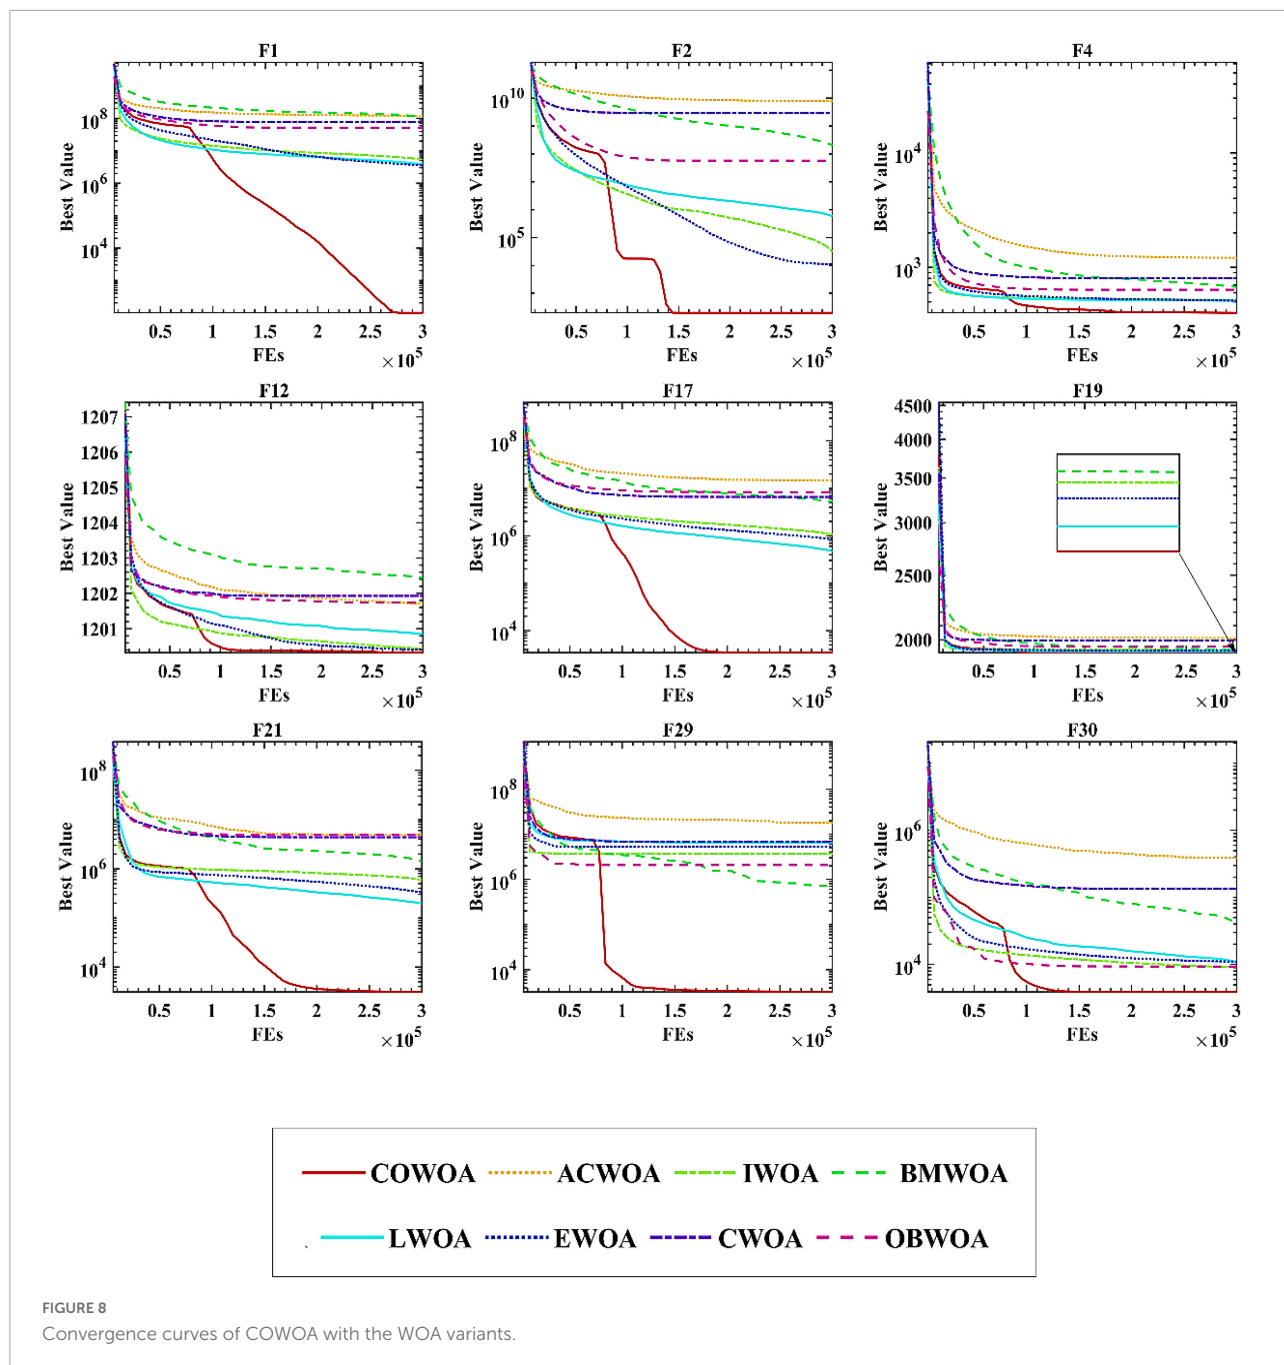 F1
Best Value
10^8
10^6
10^4
0.5 1 1.5 2 2.5 3
FEs
×10^5
F2
Best Value
10^10
10^5
0.5 1 1.5 2 2.5 3
FEs
×10^5
F4
Best Value
10^4
10^3
0.5 1 1.5 2 2.5 3
FEs
×10^5
F12
Best Value
1207
1206
1205
1204
1203
1202
1201
0.5 1 1.5 2 2.5 3
FEs
×10^5
F17
Best Value
10^8
10^6
10^4
0.5 1 1.5 2 2.5 3
FEs
×10^5
F19
Best Value
4500
4000
3500
3000
2500
2000
0.5 1 1.5 2 2.5 3
FEs
×10^5
F21
Best Value
10^8
10^6
10^4
0.5 1 1.5 2 2.5 3
FEs
×10^5
F29
Best Value
10^8
10^6
10^4
0.5 1 1.5 2 2.5 3
FEs
×10^5
F30
Best Value
10^6
10^4
0.5 1 1.5 2 2.5 3
FEs
×10^5
COWOA ACWOA IWOA BMWOA
LWOA EWOA CWOA OBWOA
FIGURE 8
Convergence curves of COWOA with the WOA variants.